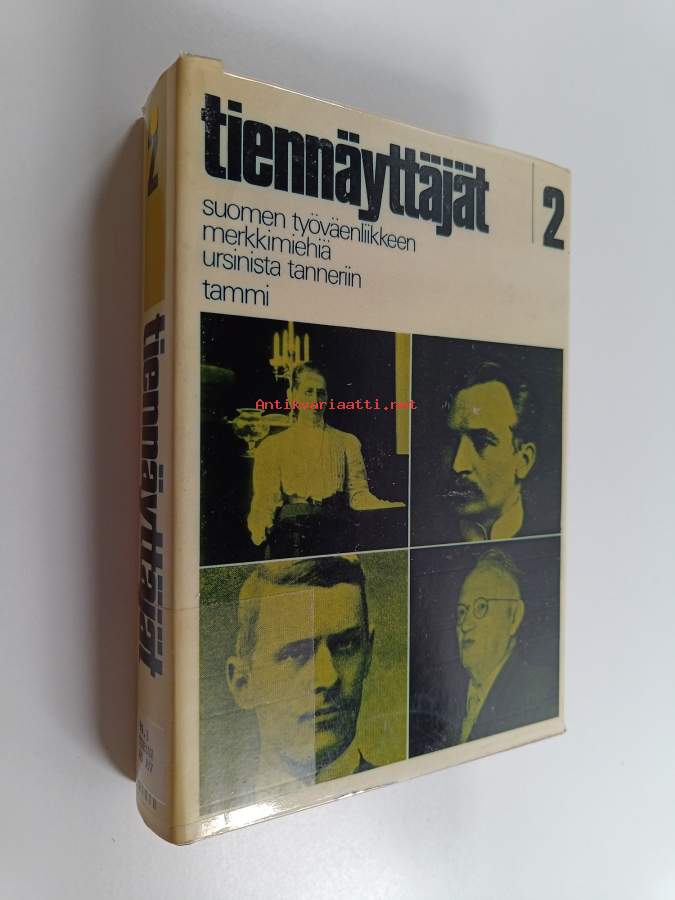 tiennäyttäjät
2
suomen työväenliikkeen
merkkimiehiä
ursinista tanneriin
tammi
Antikvariaatti.net
2
tiennäyttäjät